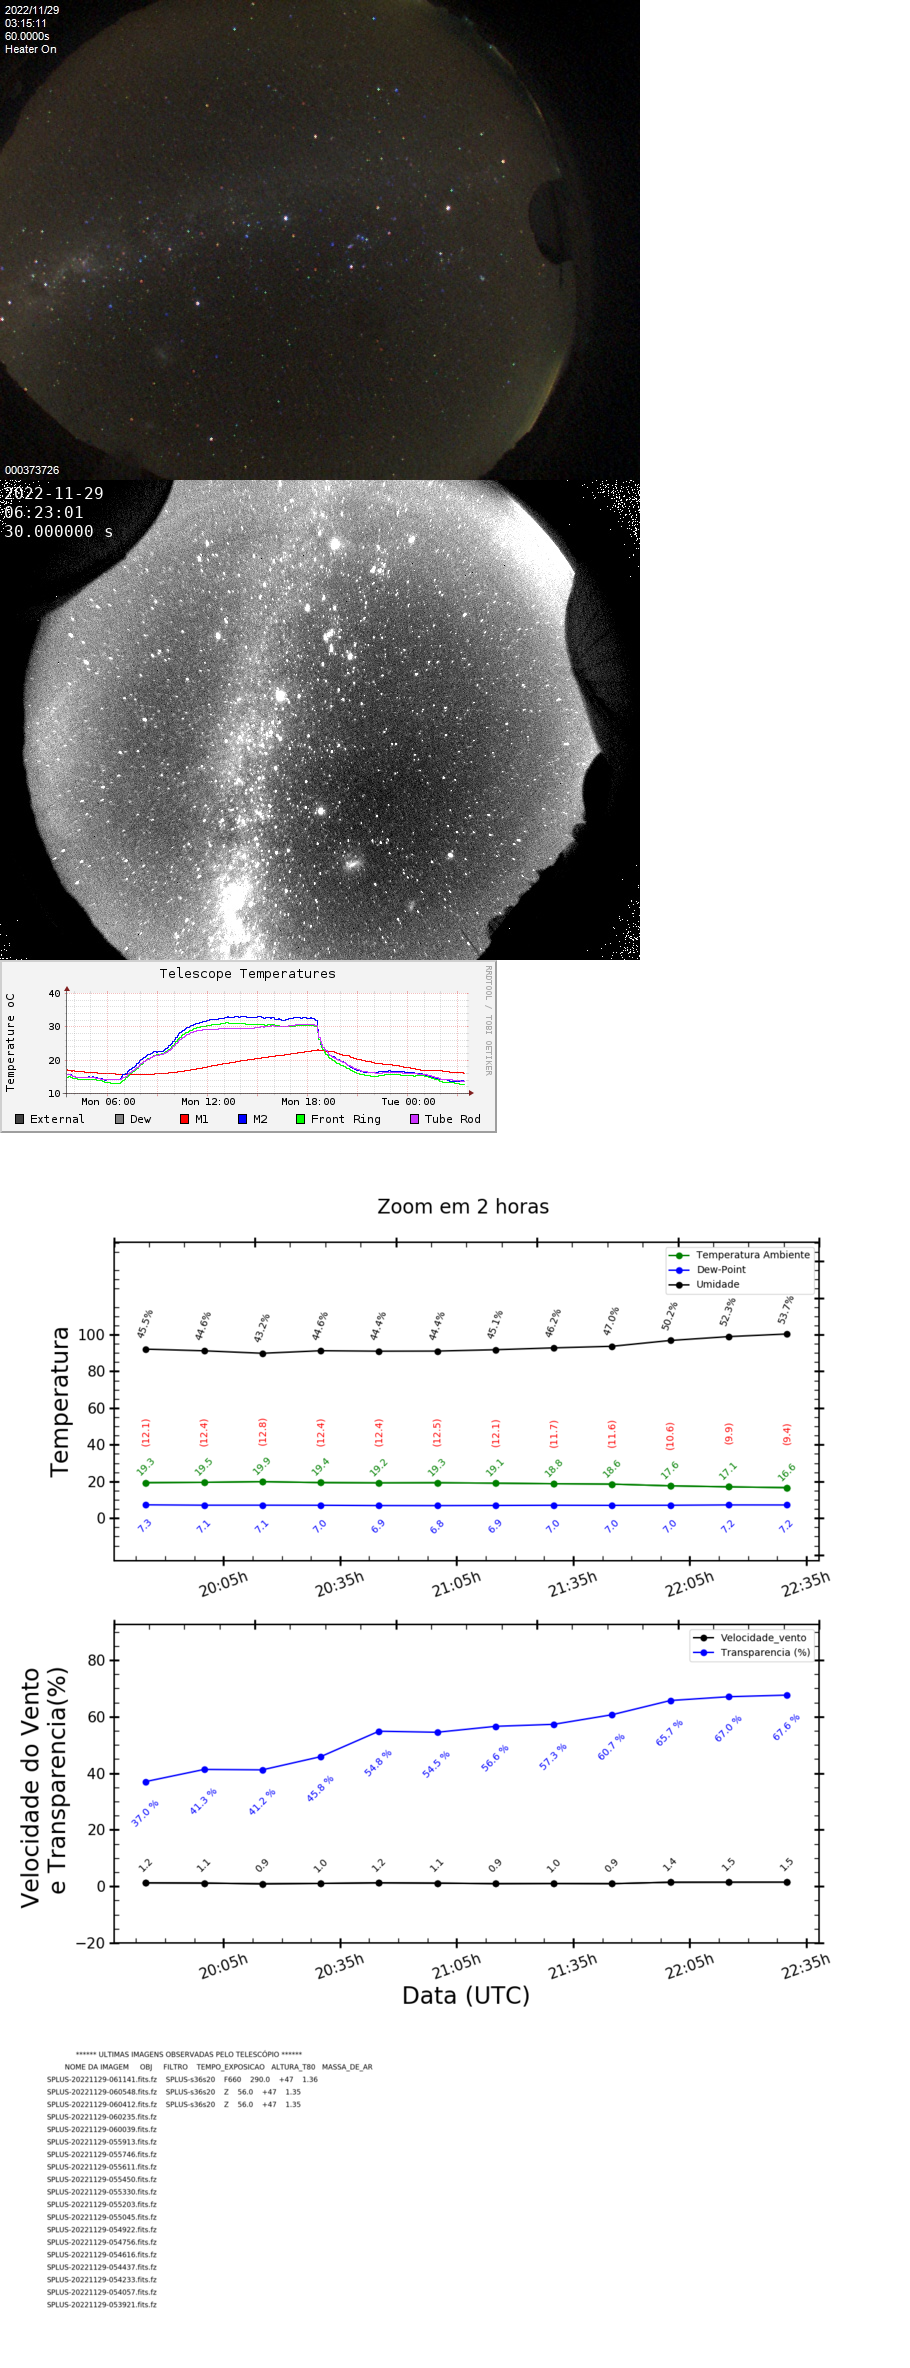 2022/11/29
03:15:11
60.0000s
Heater On
000373726
2022-11-29
06:23:01
30.000000 s
Telescope Temperatures
RRDTOOL / TOBI OETIKER
Temperature oC
40
30
20
10
Mon 06:00 Mon 12:00 Mon 18:00 Tue 00:00
External Dew M1 M2 Front Ring Tube Rod
Zoom em 2 horas
Temperatura Ambiente
Dew-Point
Umidade
Temperatura
100
80
60
40
20
0
45.5% 44.6% 43.2% 44.6% 44.4% 44.4% 45.1% 46.2% 47.0% 50.2% 52.3% 53.7%
(12.1) (12.4) (12.8) (12.4) (12.4) (12.5) (12.1) (11.7) (11.6) (10.6) (9.9) (9.4)
19.3 19.5 19.9 19.4 19.2 19.3 19.1 18.8 18.6 17.6 17.1 16.6
7.3 7.1 7.1 7.0 6.9 6.8 6.9 7.0 7.0 7.0 7.2 7.2
20:05h 20:35h 21:05h 21:35h 22:05h 22:35h
Velocidade_vento
Transparencia (%)
Velocidade do Vento
e Transparencia(%)
80
60
40
20
0
−20
37.0 % 41.3 % 41.2 % 45.8 % 54.8 % 54.5 % 56.6 % 57.3 % 60.7 % 65.7 % 67.0 % 67.6 %
1.2 1.1 0.9 1.0 1.2 1.1 0.9 1.0 0.9 1.4 1.5 1.5
20:05h 20:35h 21:05h 21:35h 22:05h 22:35h
Data (UTC)
****** ULTIMAS IMAGENS OBSERVADAS PELO TELESCÓPIO ******
NOME DA IMAGEM OBJ FILTRO TEMPO_EXPOSICAO ALTURA_T80 MASSA_DE_AR
SPLUS-20221129-061141.fits.fz SPLUS-s36s20 F660 290.0 +47 1.36
SPLUS-20221129-060548.fits.fz SPLUS-s36s20 Z 56.0 +47 1.35
SPLUS-20221129-060412.fits.fz SPLUS-s36s20 Z 56.0 +47 1.35
SPLUS-20221129-060235.fits.fz
SPLUS-20221129-060039.fits.fz
SPLUS-20221129-055913.fits.fz
SPLUS-20221129-055746.fits.fz
SPLUS-20221129-055611.fits.fz
SPLUS-20221129-055450.fits.fz
SPLUS-20221129-055330.fits.fz
SPLUS-20221129-055203.fits.fz
SPLUS-20221129-055045.fits.fz
SPLUS-20221129-054922.fits.fz
SPLUS-20221129-054756.fits.fz
SPLUS-20221129-054616.fits.fz
SPLUS-20221129-054437.fits.fz
SPLUS-20221129-054233.fits.fz
SPLUS-20221129-054057.fits.fz
SPLUS-20221129-053921.fits.fz